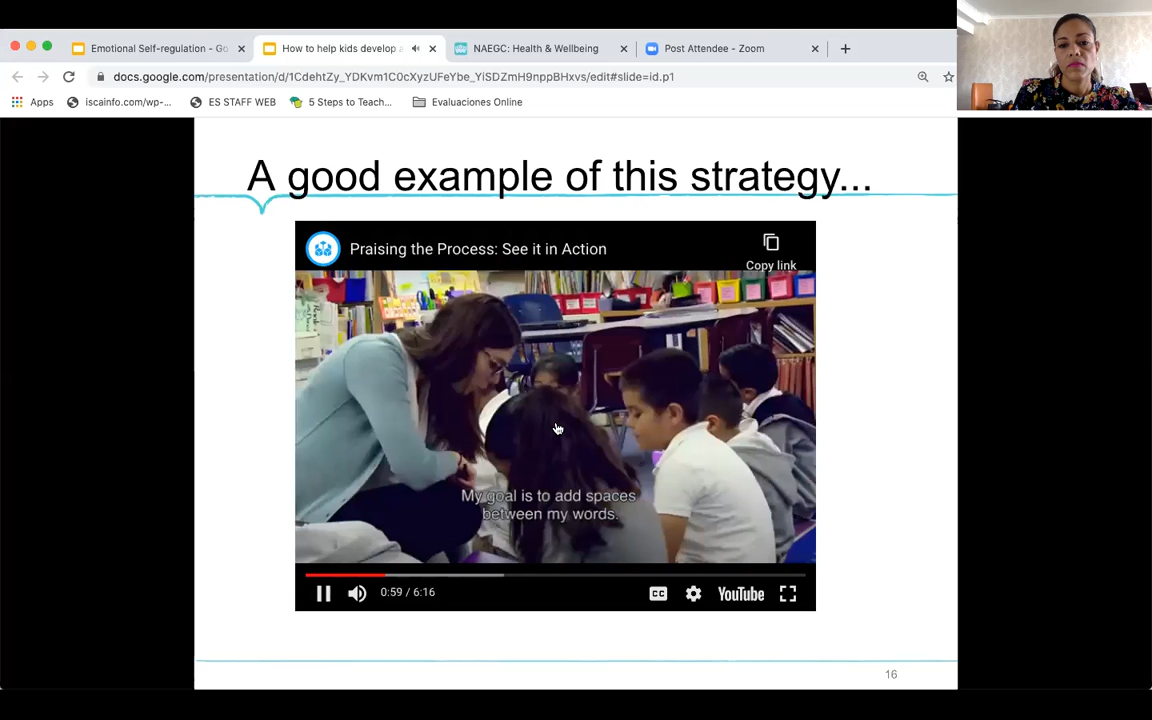 Emotional Self-regulation - Go
How to help kids develop a
NAEGC: Health & Wellbeing
Post Attendee - Zoom
docs.google.com/presentation/d/1CdehtZy_YDKvm1C0cXyzUFeYbe_YiSDZmH9nppBHxvs/edit#slide=id.p1
Apps
iscainfo.com/wp-...
ES STAFF WEB
5 Steps to Teach...
Evaluaciones Online
A good example of this strategy...
Praising the Process: See it in Action
Copy link
My goal is to add spaces
between my words.
0:59 / 6:16
CC
YouTube
16